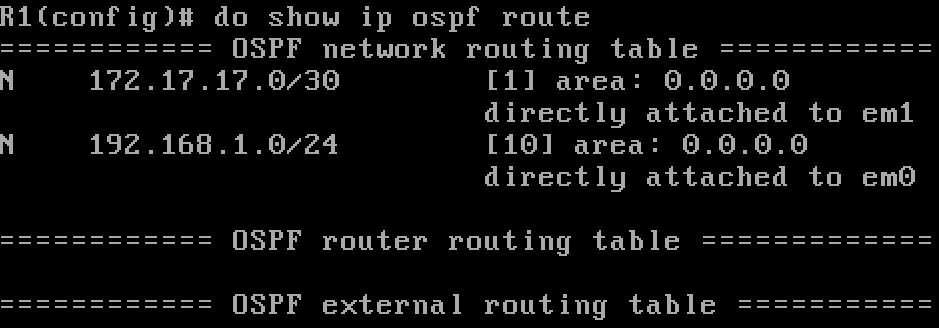 R1(config)# do show ip ospf route
============ OSPF network routing table ============
N    172.17.17.0/30        [1] area: 0.0.0.0
                           directly attached to em1
N    192.168.1.0/24        [10] area: 0.0.0.0
                           directly attached to em0
============ OSPF router routing table =============
============ OSPF external routing table ===========